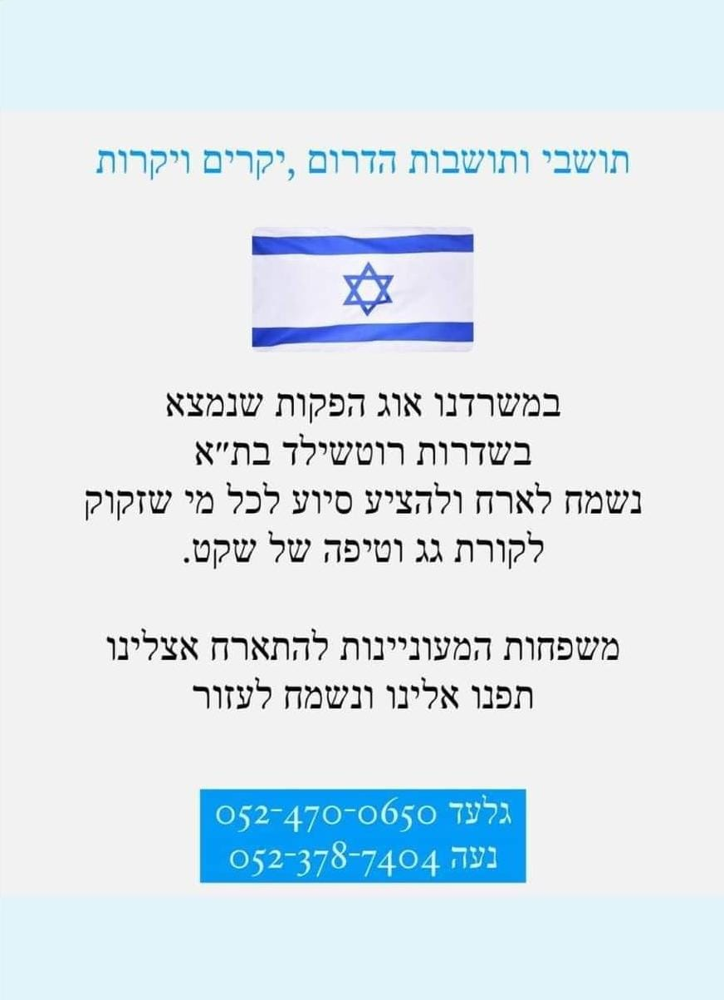 תושבי ותושבות הדרום ,יקרים ויקרות
במשרדנו אוג הפקות שנמצא
בשדרות רוטשילד בת״א
נשמח לארח ולהציע סיוע לכל מי שזקוק
לקורת גג וטיפה של שקט.
משפחות המעוניינות להתארח אצלינו
תפנו אלינו ונשמח לעזור
גלעד 052-470-0650
נעה 052-378-7404